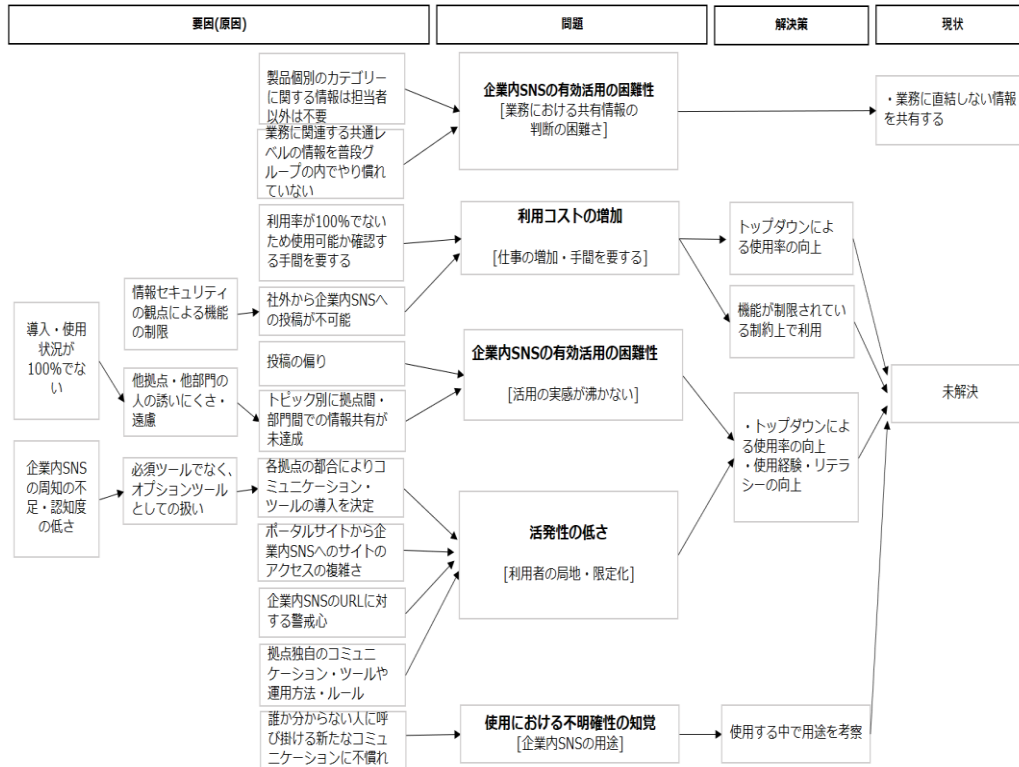 要因(原因)
問題
解決策
現状
製品個別のカテゴリー
に関する情報は担当者
以外は不要
業務に関連する共通レ
ベルの情報を普段グ
ループの内でやり慣れ
ていない
企業内SNSの有効活用の困難性
[業務における共有情報の
判断の困難さ]
・業務に直結しない情報
を共有する
利用率が100%でない
ため使用可能か確認す
る手間を要する
利用コストの増加
[仕事の増加・手間を要する]
トップダウンによ
る使用率の向上
情報セキュリティ
の観点による機能
の制限
社外から企業内SNSへ
の投稿が不可能
機能が制限されてい
る制約上で利用
導入・使用
状況が
100%でな
い
他拠点・他部門の
人の誘いにくさ・
遠慮
投稿の偏り
トピック別に拠点間・
部門間での情報共有が
未達成
企業内SNSの有効活用の困難性
[活用の実感が沸かない]
未解決
・トップダウンによ
る使用率の向上
・使用経験・リテラ
シーの向上
企業内SNS
の周知の不
足・認知度
の低さ
必須ツールでなく、
オプションツール
としての扱い
各拠点の都合によりコ
ミュニケーション・
ツールの導入を決定
ポータルサイトから企
業内SNSへのサイトの
アクセスの複雑さ
企業内SNSのURLに対
する警戒心
拠点独自のコミュニ
ケーション・ツールや
運用方法・ルール
活発性の低さ
[利用者の局地・限定化]
誰か分からない人に呼
び掛ける新たなコミュ
ニケーションに不慣れ
使用における不明確性の知覚
[企業内SNSの用途]
使用する中で用途を考察